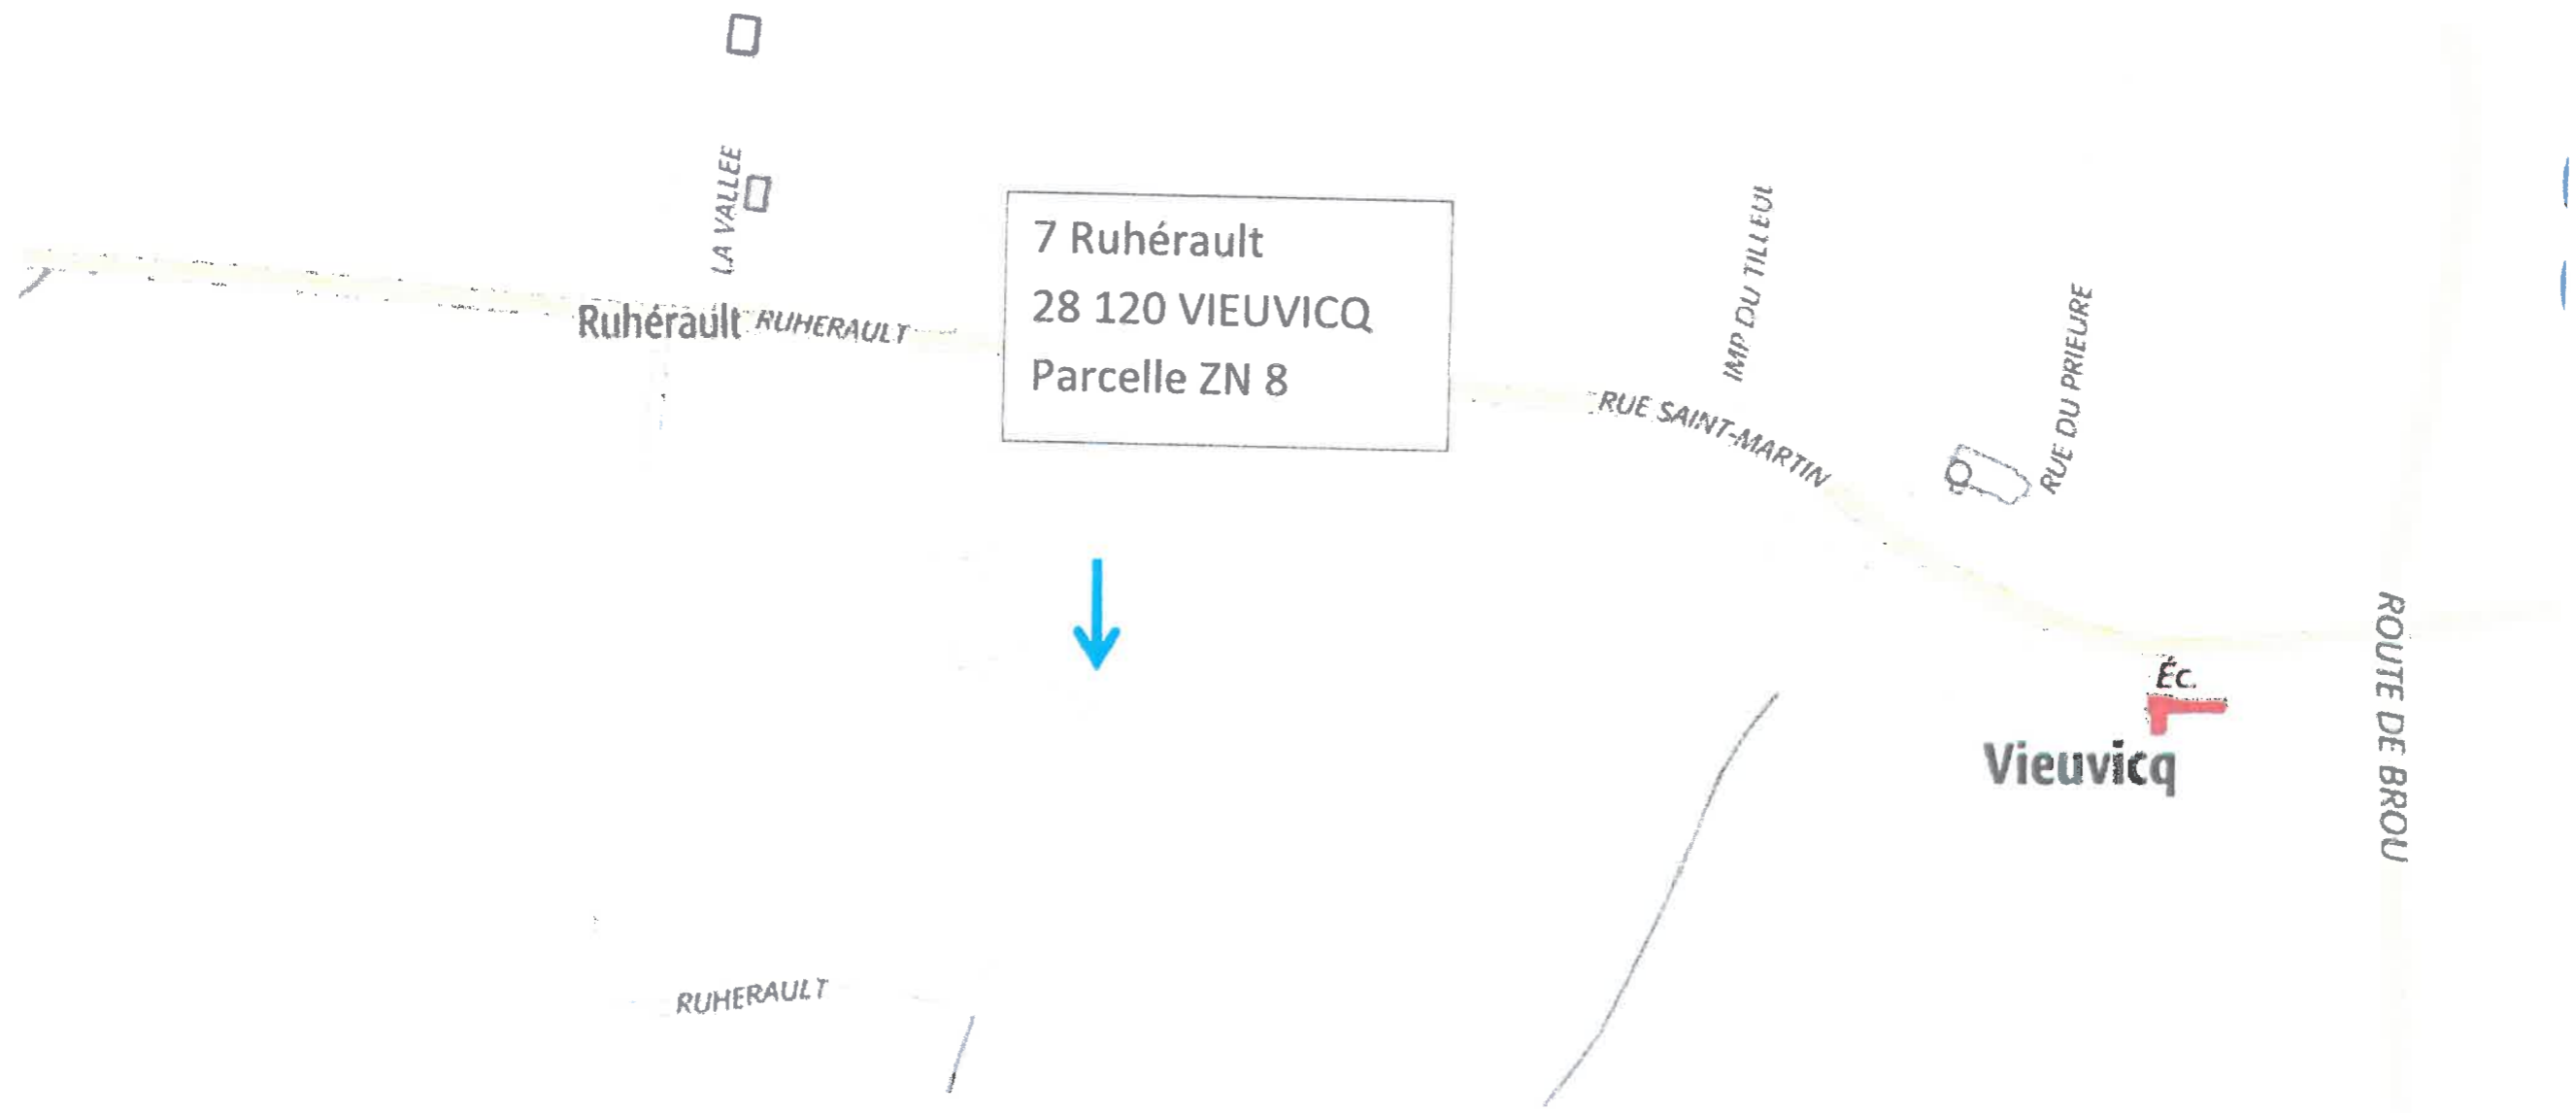 LA VALLEE
7 Ruhérault
28 120 VIEUVICQ
Parcelle ZN 8
IMP DU TILLEUL
RUE DU PRIEURE
Ruhérault
RUHERAULT
RUE SAINT-MARTIN
ROUTE DE BROU
Éc.
Vieuvicq
RUHERAULT